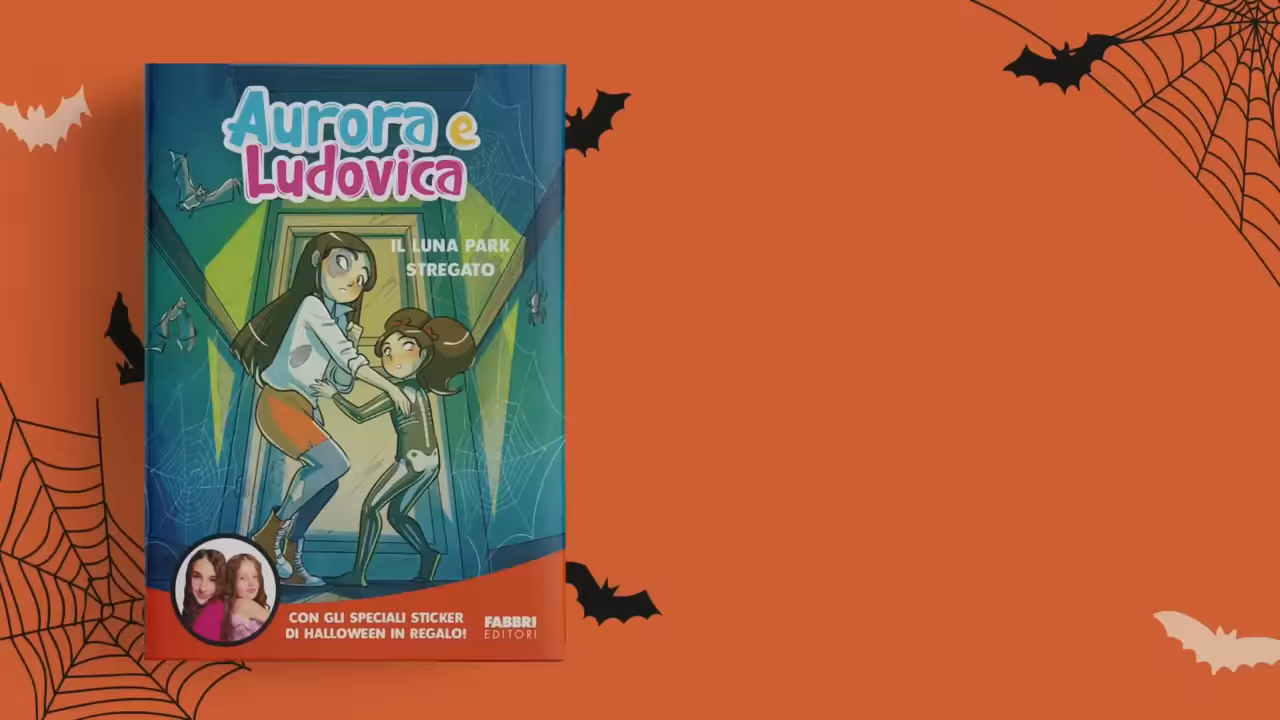 Aurora e
Ludovica
IL LUNA PARK
STREGATO
CON GLI SPECIALI STICKER
DI HALLOWEEN IN REGALO!
FABBRI
EDITORI